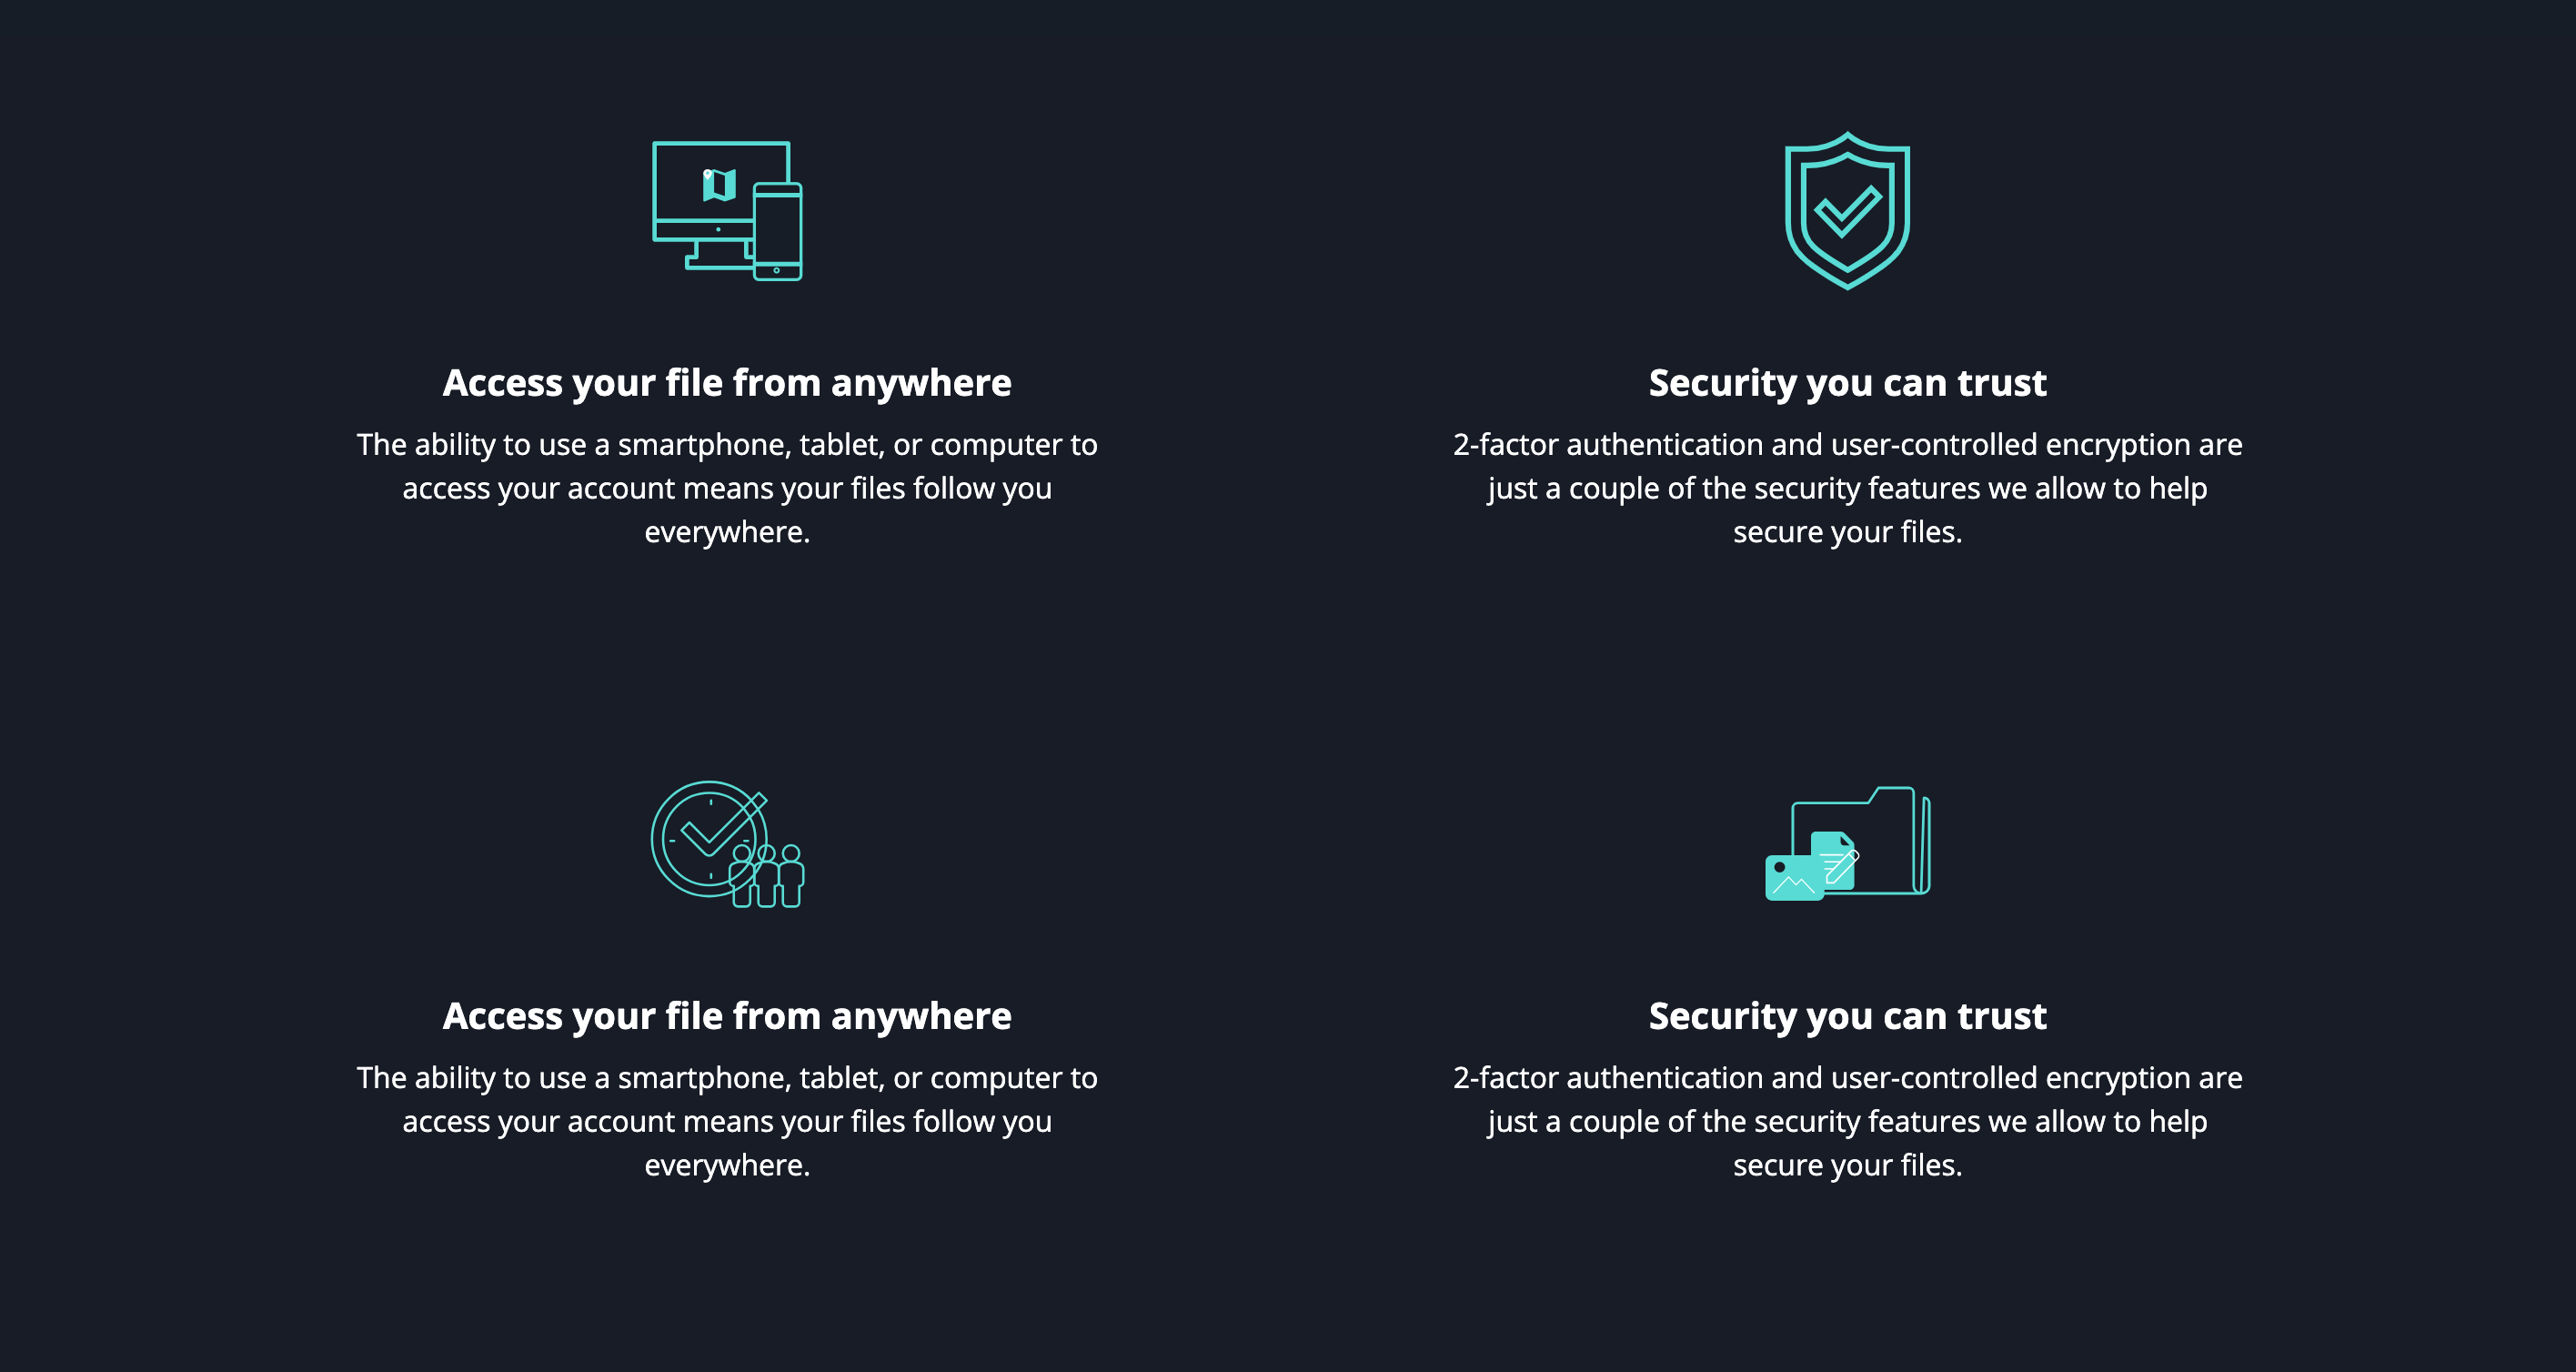 Access your file from anywhere
The ability to use a smartphone, tablet, or computer to
access your account means your files follow you
everywhere.
Security you can trust
2-factor authentication and user-controlled encryption are
just a couple of the security features we allow to help
secure your files.
Access your file from anywhere
The ability to use a smartphone, tablet, or computer to
access your account means your files follow you
everywhere.
Security you can trust
2-factor authentication and user-controlled encryption are
just a couple of the security features we allow to help
secure your files.